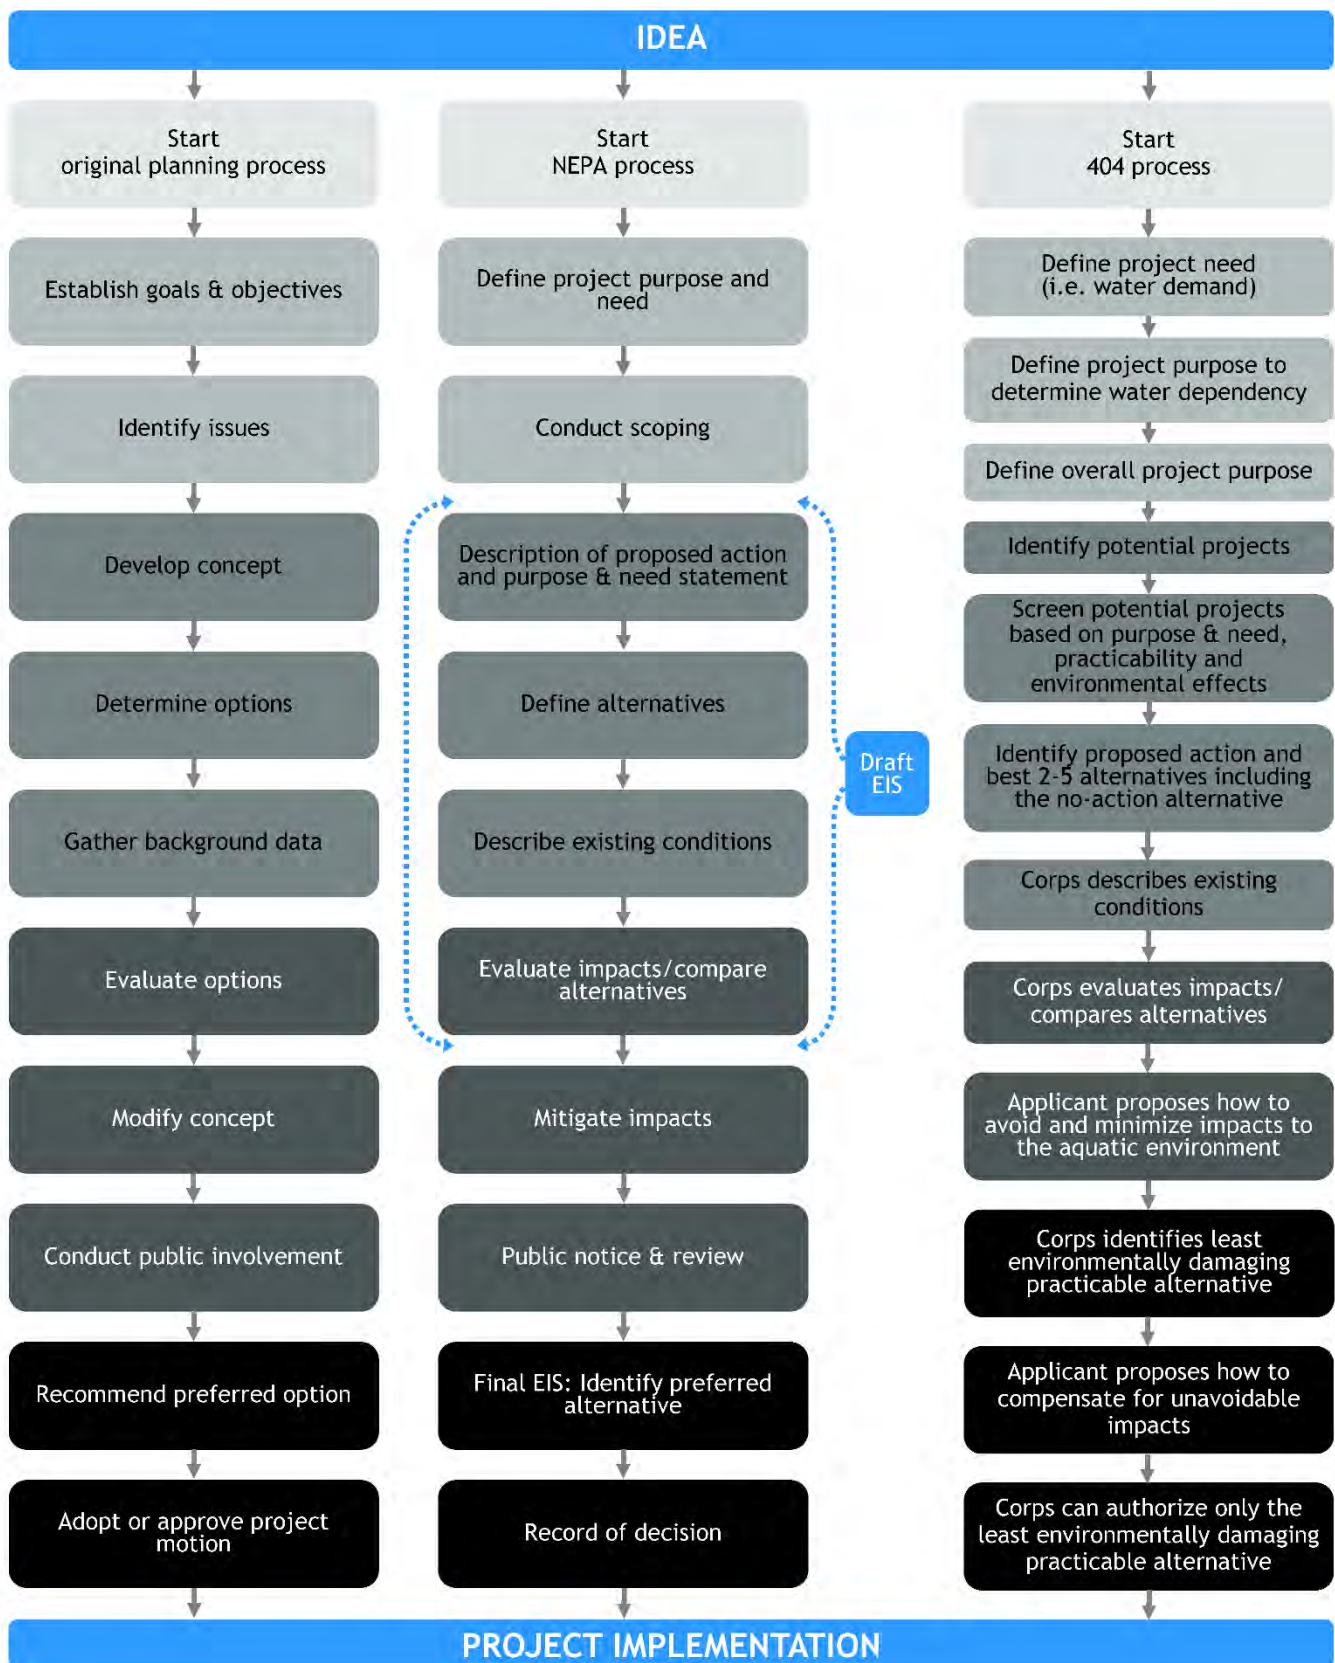 IDEA
Start
original planning process
Establish goals & objectives
Identify issues
Develop concept
Determine options
Gather background data
Evaluate options
Modify concept
Conduct public involvement
Recommend preferred option
Adopt or approve project
motion
Start
NEPA process
Define project purpose and
need
Conduct scoping
Description of proposed action
and purpose & need statement
Define alternatives
Describe existing conditions
Evaluate impacts/compare
alternatives
Mitigate impacts
Public notice & review
Final EIS: Identify preferred
alternative
Record of decision
Draft
EIS
Start
404 process
Define project need
(i.e. water demand)
Define project purpose to
determine water dependency
Define overall project purpose
Identify potential projects
Screen potential projects
based on purpose & need,
practicability and
environmental effects
Identify proposed action and
best 2-5 alternatives including
the no-action alternative
Corps describes existing
conditions
Corps evaluates impacts/
compares alternatives
Applicant proposes how to
avoid and minimize impacts to
the aquatic environment
Corps identifies least
environmentally damaging
practicable alternative
Applicant proposes how to
compensate for unavoidable
impacts
Corps can authorize only the
least environmentally damaging
practicable alternative
PROJECT IMPLEMENTATION